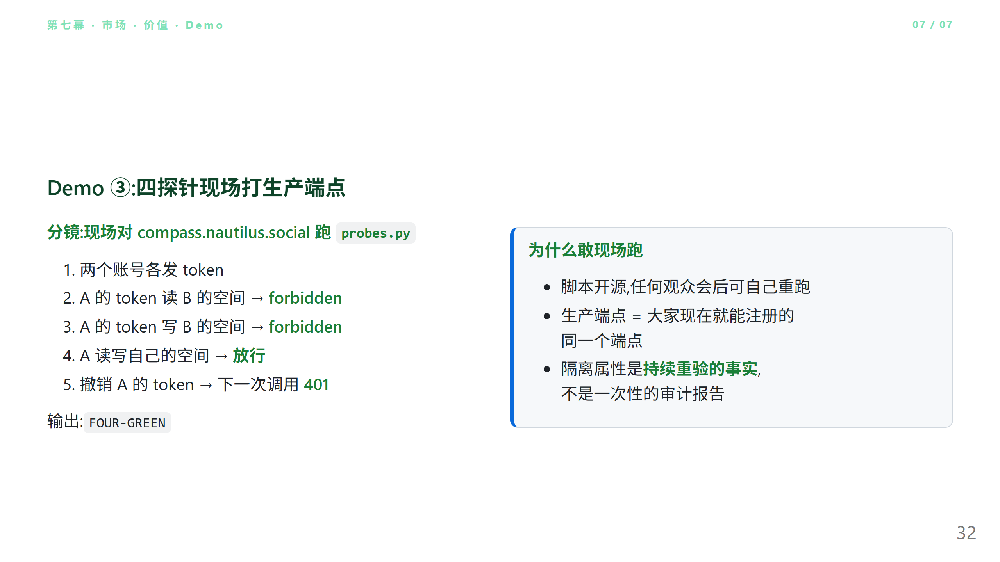 第七幕 · 市场 · 价值 · Demo
07 / 07
Demo ③:四探针现场打生产端点
分镜:现场对 compass.nautilus.social 跑 probes.py
1. 两个账号各发 token
2. A 的 token 读 B 的空间 → forbidden
3. A 的 token 写 B 的空间 → forbidden
4. A 读写自己的空间 → 放行
5. 撤销 A 的 token → 下一次调用 401
输出:FOUR-GREEN
为什么敢现场跑
• 脚本开源,任何观众会后可自己重跑
• 生产端点 = 大家现在就能注册的
同一个端点
• 隔离属性是持续重验的事实,
不是一次性的审计报告
32